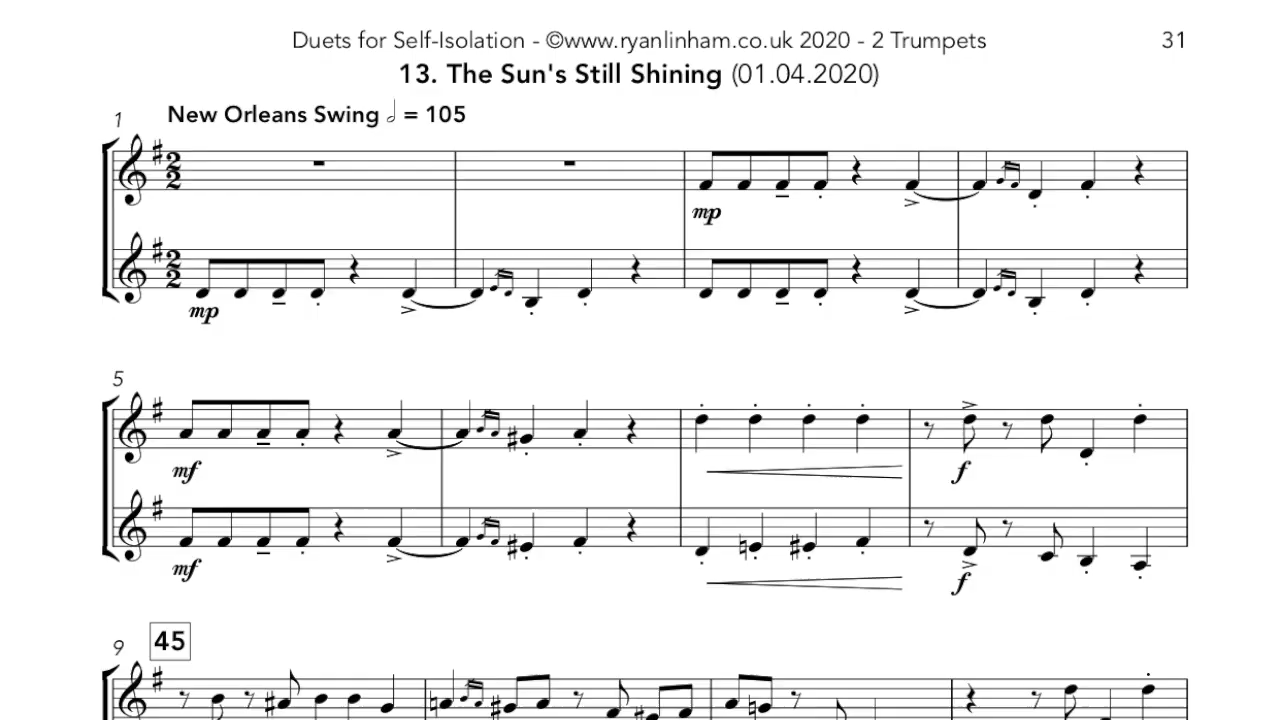 Duets for Self-Isolation - ©www.ryanlinham.co.uk 2020 - 2 Trumpets 31
13. The Sun's Still Shining (01.04.2020)
New Orleans Swing 𝅗𝅥 = 105
1
mp
mp
5
mf
f
mf
f
9 45